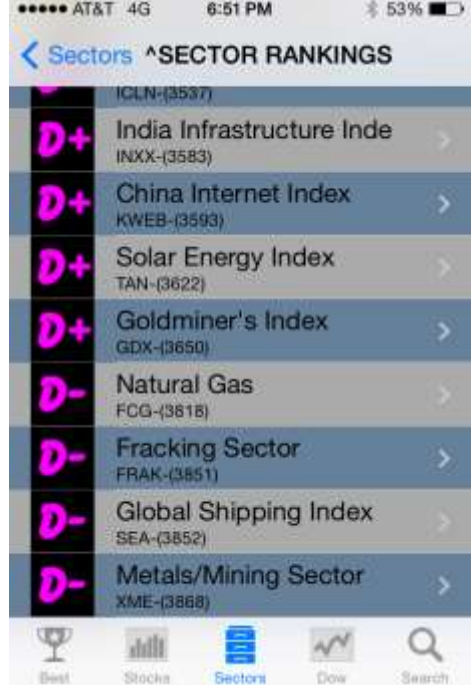 AT&T 4G 6:51 PM 53%
Sectors ^SECTOR RANKINGS
ICLN-(3537)
D+ India Infrastructure Inde
INXX-(3583)
D+ China Internet Index
KWEB-(3593)
D+ Solar Energy Index
TAN-(3622)
D+ Goldminer's Index
GDX-(3650)
D- Natural Gas
FCG-(3818)
D- Fracking Sector
FRAK-(3851)
D- Global Shipping Index
SEA-(3852)
D- Metals/Mining Sector
XME-(3868)
Best Stocks Sectors Dow Search